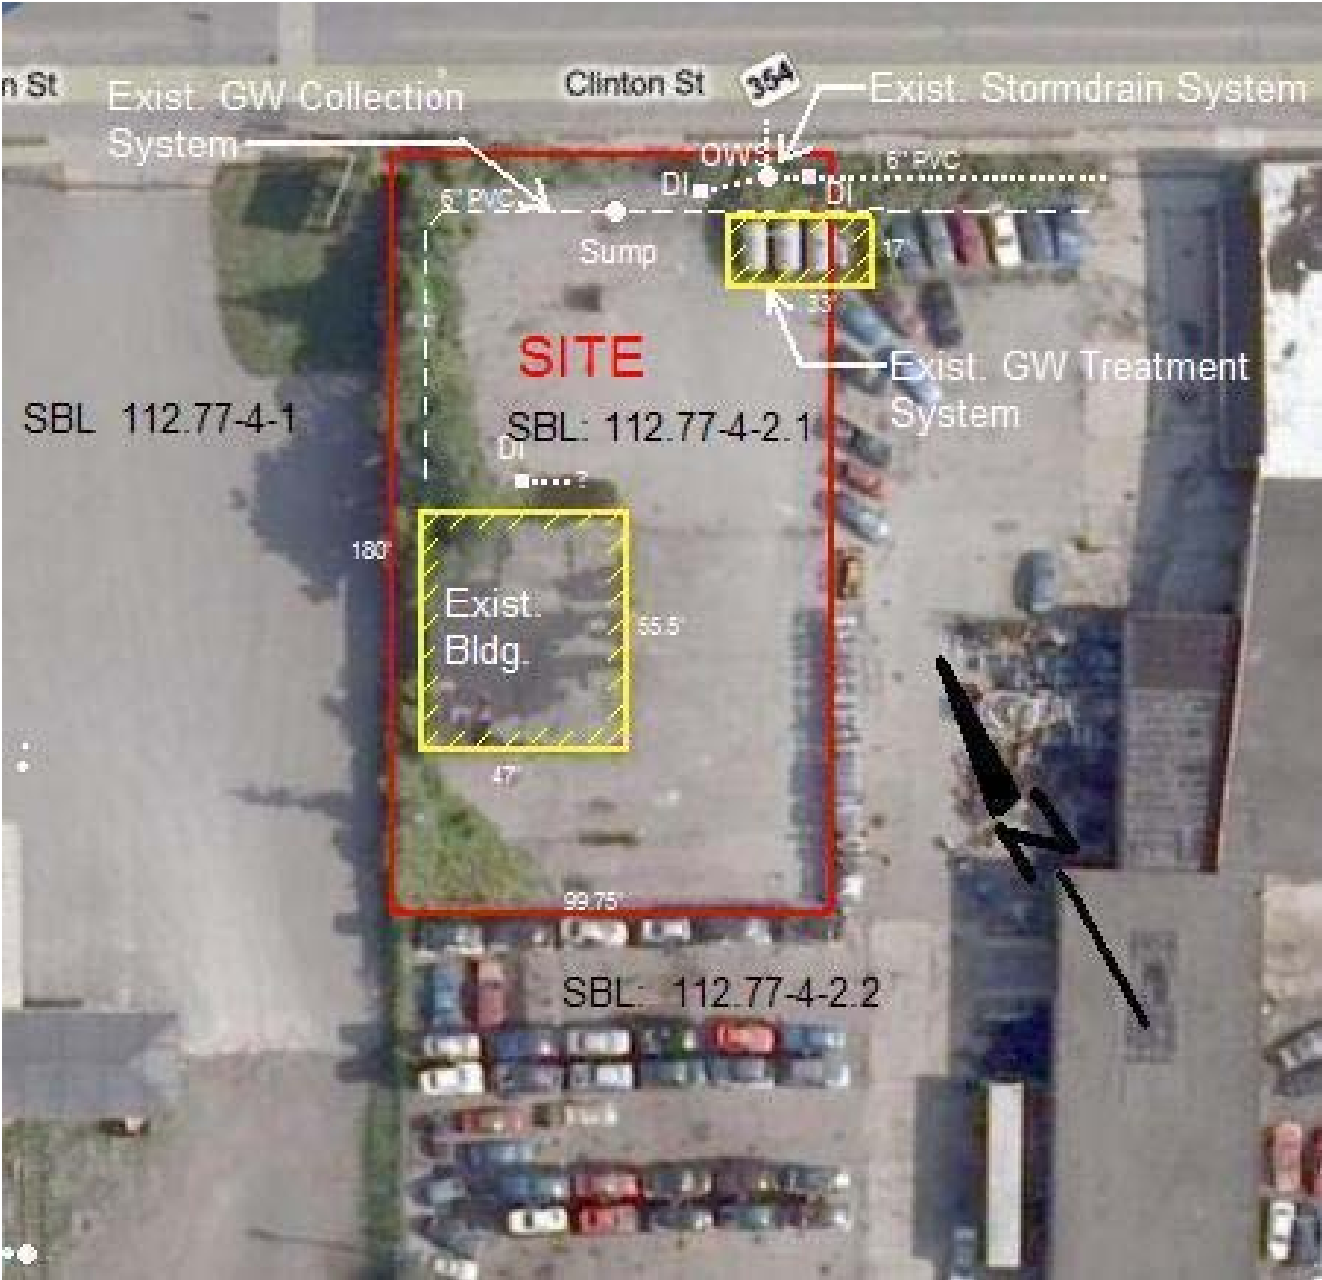 n St
Clinton St
354
Exist. GW Collection
System
Exist. Stormdrain System
OWS
6" PVC
DI
DI
6" PVC
Sump
17'
33'
SITE
Exist. GW Treatment
System
SBL 112.77-4-1
SBL: 112.77-4-2.1
DI
?
180'
Exist.
Bldg.
55.5'
47'
N
99.75'
SBL: 112.77-4-2.2